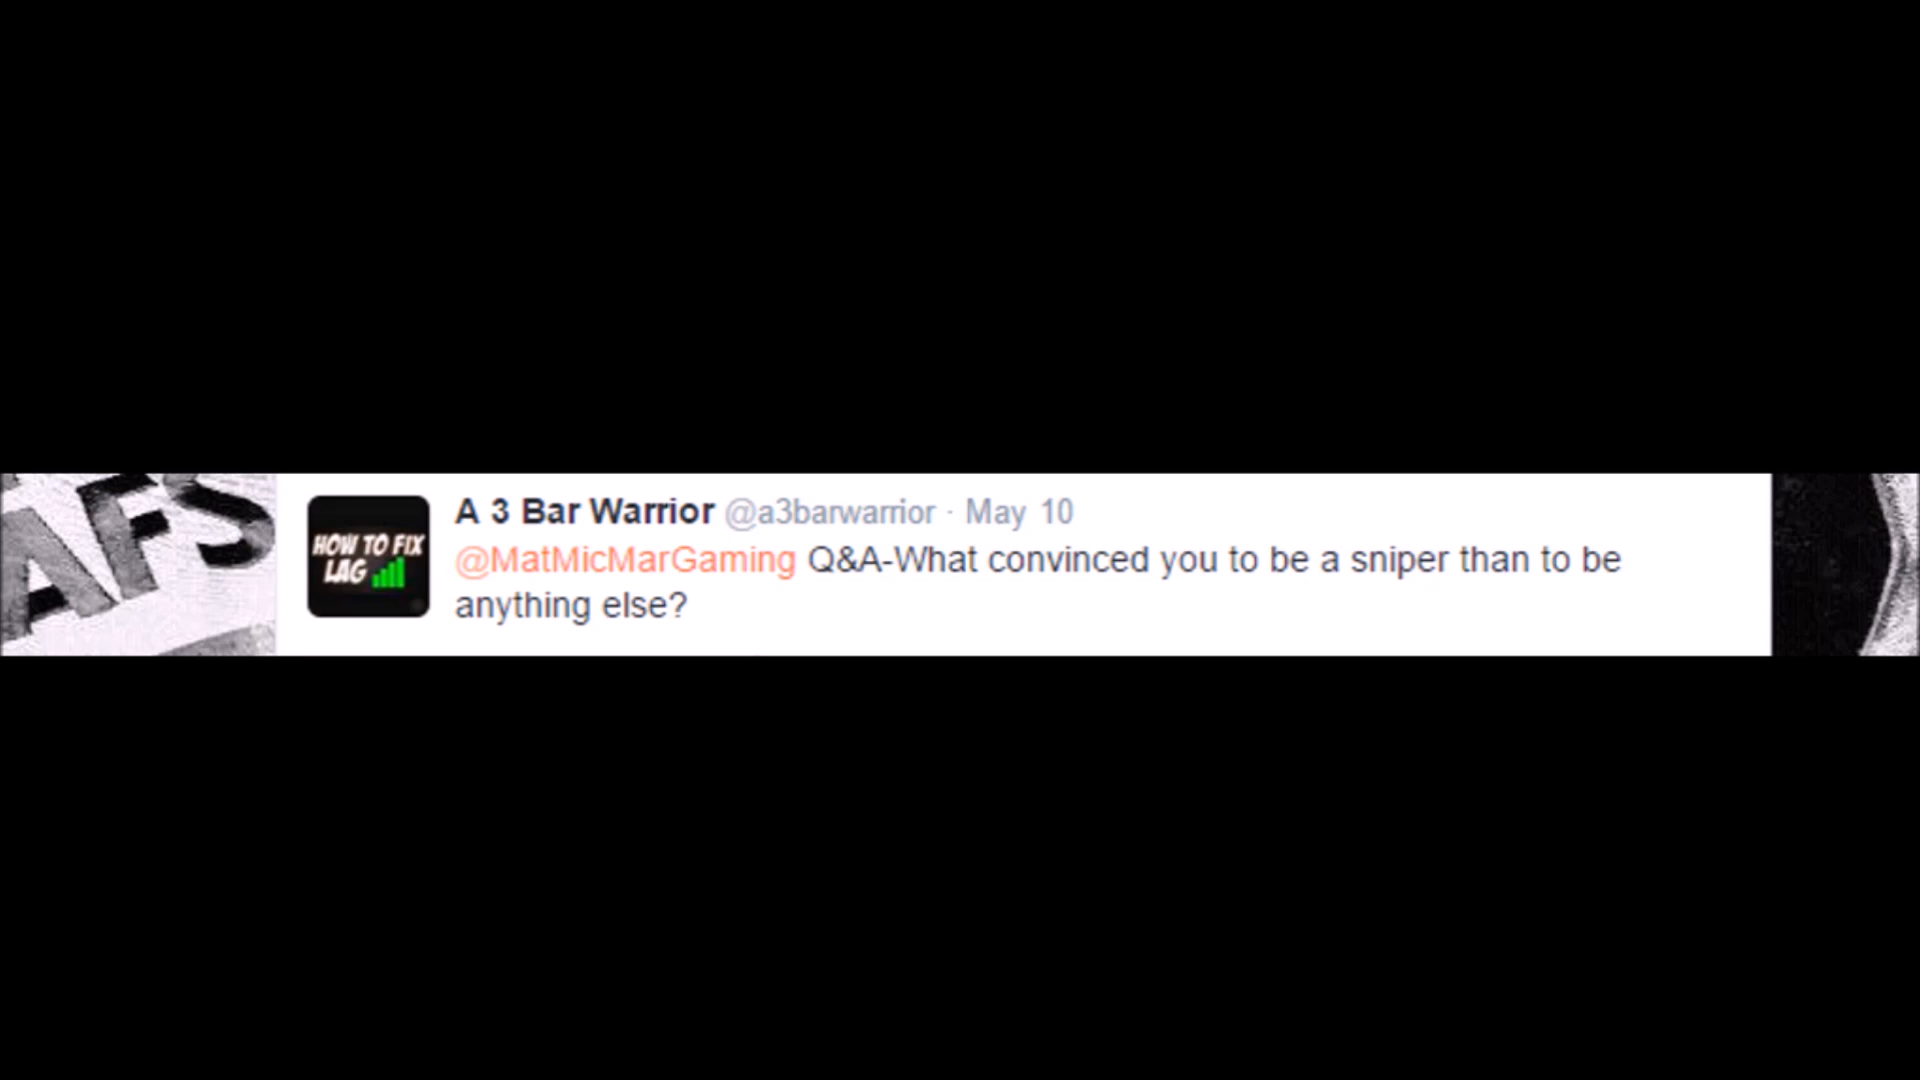 AFS
A 3 Bar Warrior @a3barwarrior · May 10
HOW TO FIX
LAG
@MatMicMarGaming Q&A-What convinced you to be a sniper than to be
anything else?